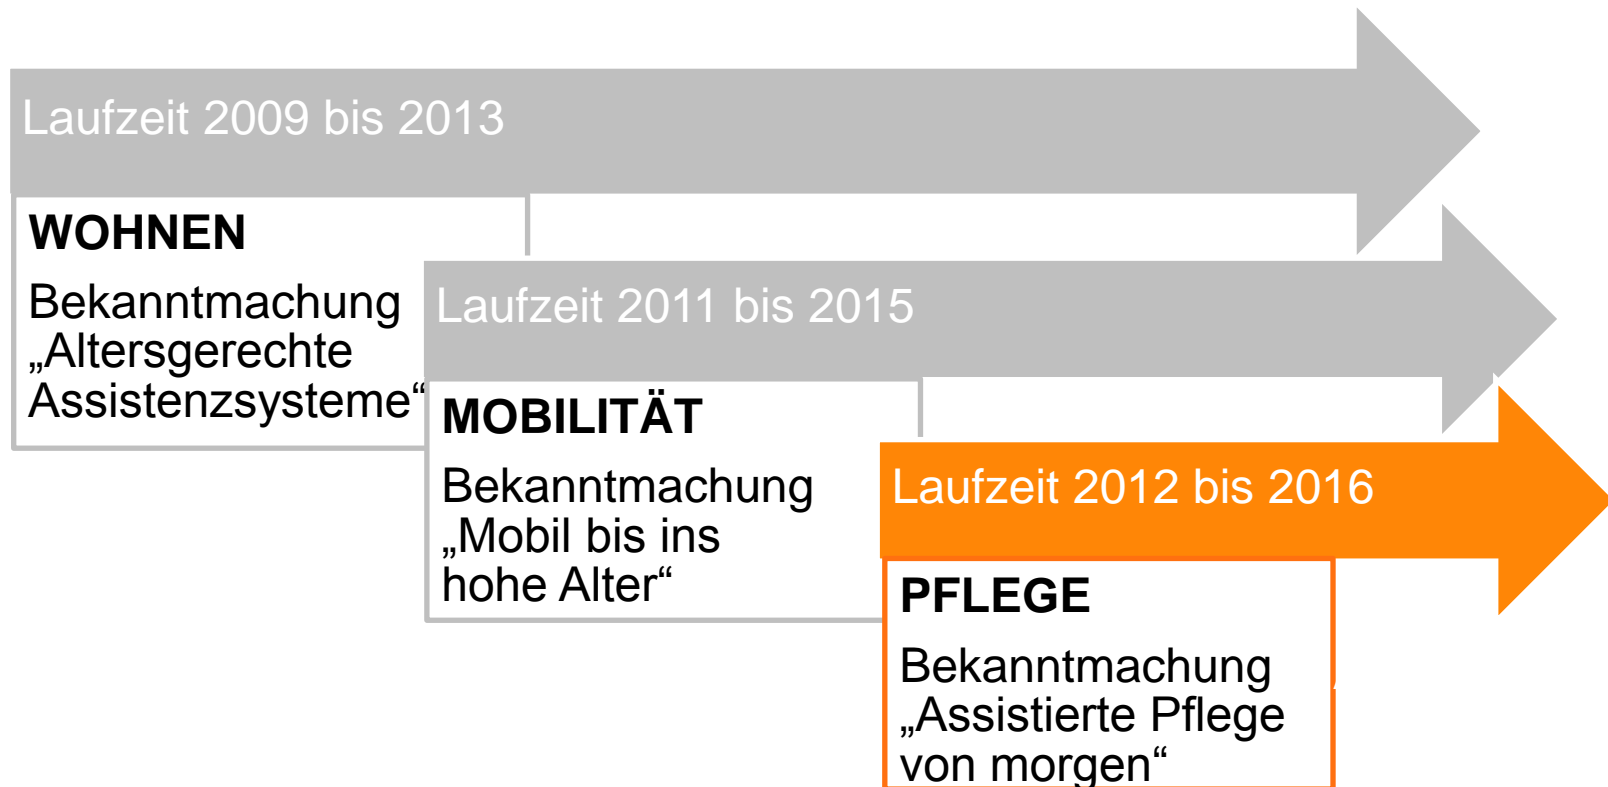 Laufzeit 2009 bis 2013
WOHNEN
Bekanntmachung
„Altersgerechte
Assistenzsysteme“
Laufzeit 2011 bis 2015
MOBILITÄT
Bekanntmachung
„Mobil bis ins
hohe Alter“
Laufzeit 2012 bis 2016
PFLEGE
Bekanntmachung
„Assistierte Pflege
von morgen“